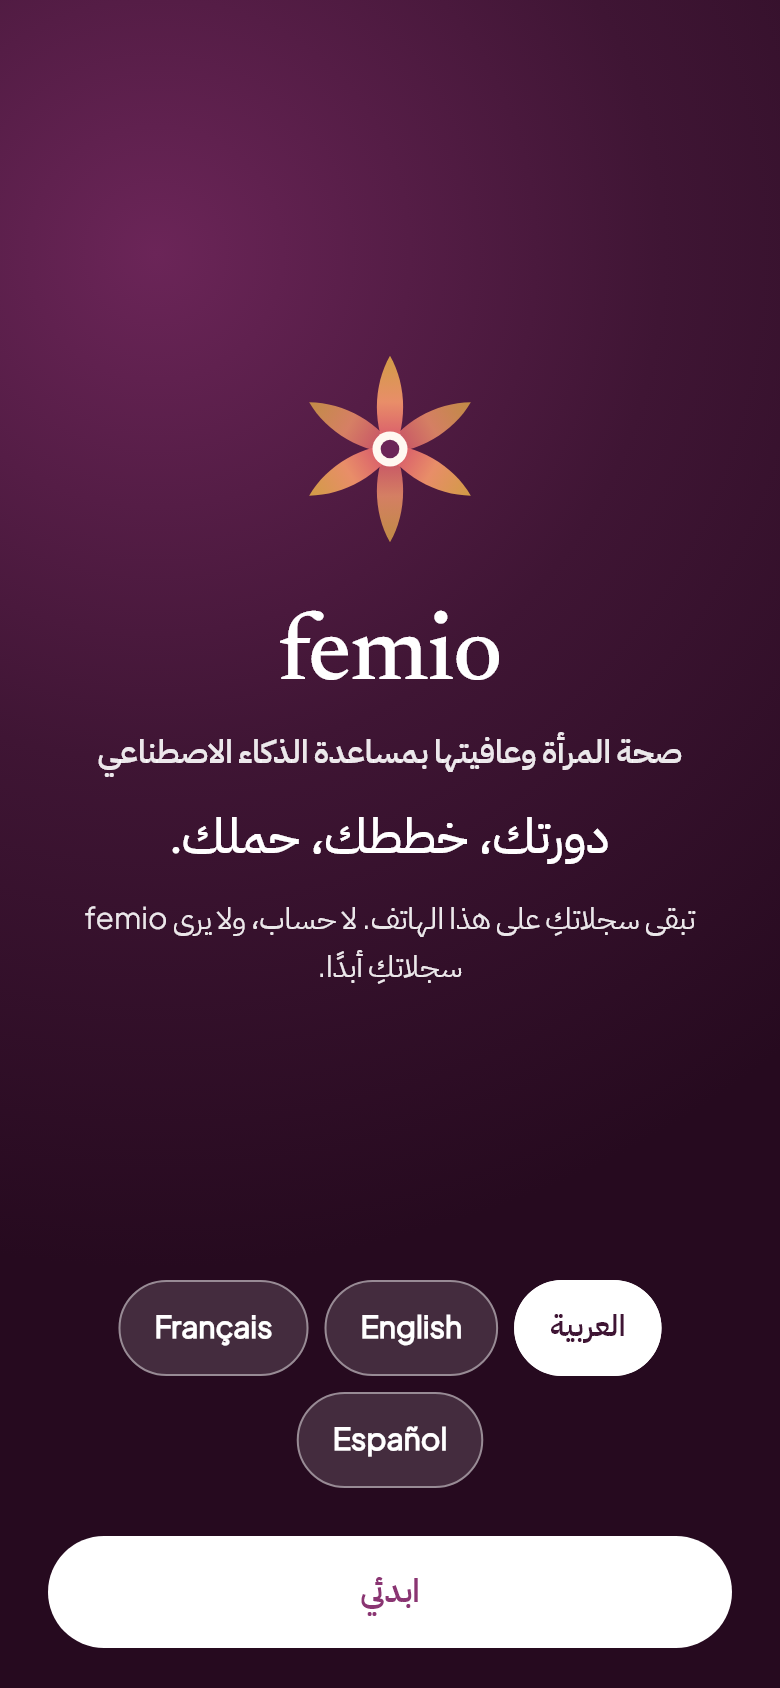 femio
صحة المرأة وعافيتها بمساعدة الذكاء الاصطناعي
دورتك، خططك، حملك.
تبقى سجلاتكِ على هذا الهاتف. لا حساب، ولا يرى femio
سجلاتكِ أبدًا.
العربية
English
Français
Español
ابدئي